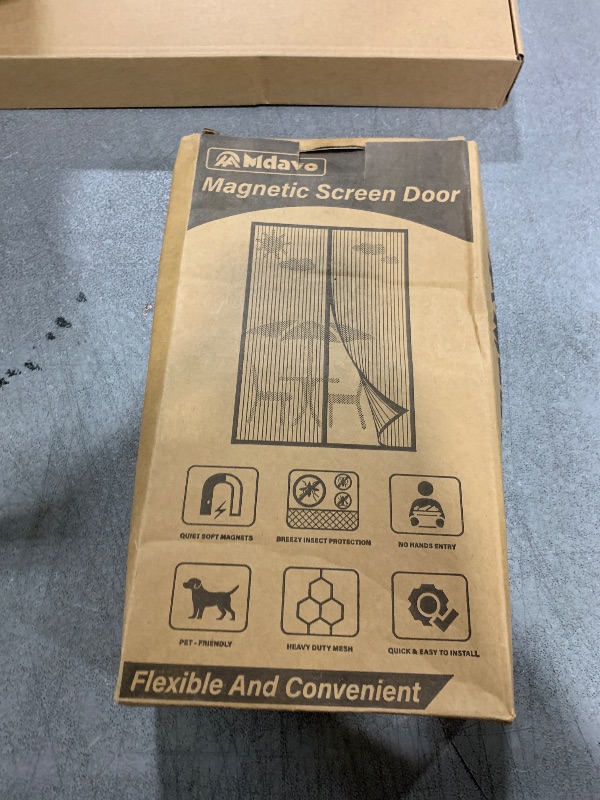 Mdavo
Magnetic Screen Door
QUIET SOFT MAGNETS
BREEZY INSECT PROTECTION
NO HANDS ENTRY
PET - FRIENDLY
HEAVY DUTY MESH
QUICK & EASY TO INSTALL
Flexible And Convenient